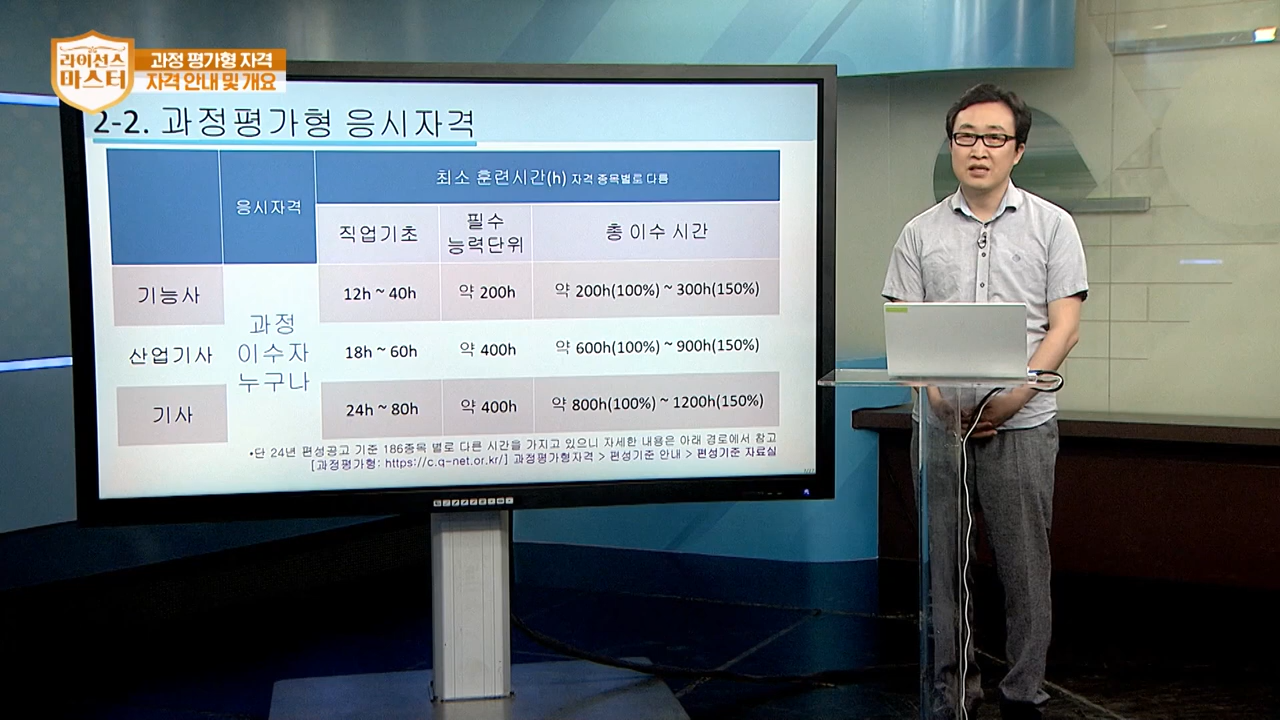 라이선스
마스터
과정 평가형 자격
자격 안내 및 개요
2-2. 과정평가형 응시자격
응시자격
최소 훈련시간(h) 자격 종목별로 다름
직업기초
필수
능력단위
총 이수 시간
기능사
12h ~ 40h
약 200h
약 200h(100%) ~ 300h(150%)
과정
이수자
누구나
산업기사
18h ~ 60h
약 400h
약 600h(100%) ~ 900h(150%)
기사
24h ~ 80h
약 400h
약 800h(100%) ~ 1200h(150%)
•단 24년 편성공고 기준 186종목 별로 다른 시간을 가지고 있으니 자세한 내용은 아래 경로에서 참고
[과정평가형: https://c.q-net.or.kr/] 과정평가형자격 > 편성기준 안내 > 편성기준 자료실